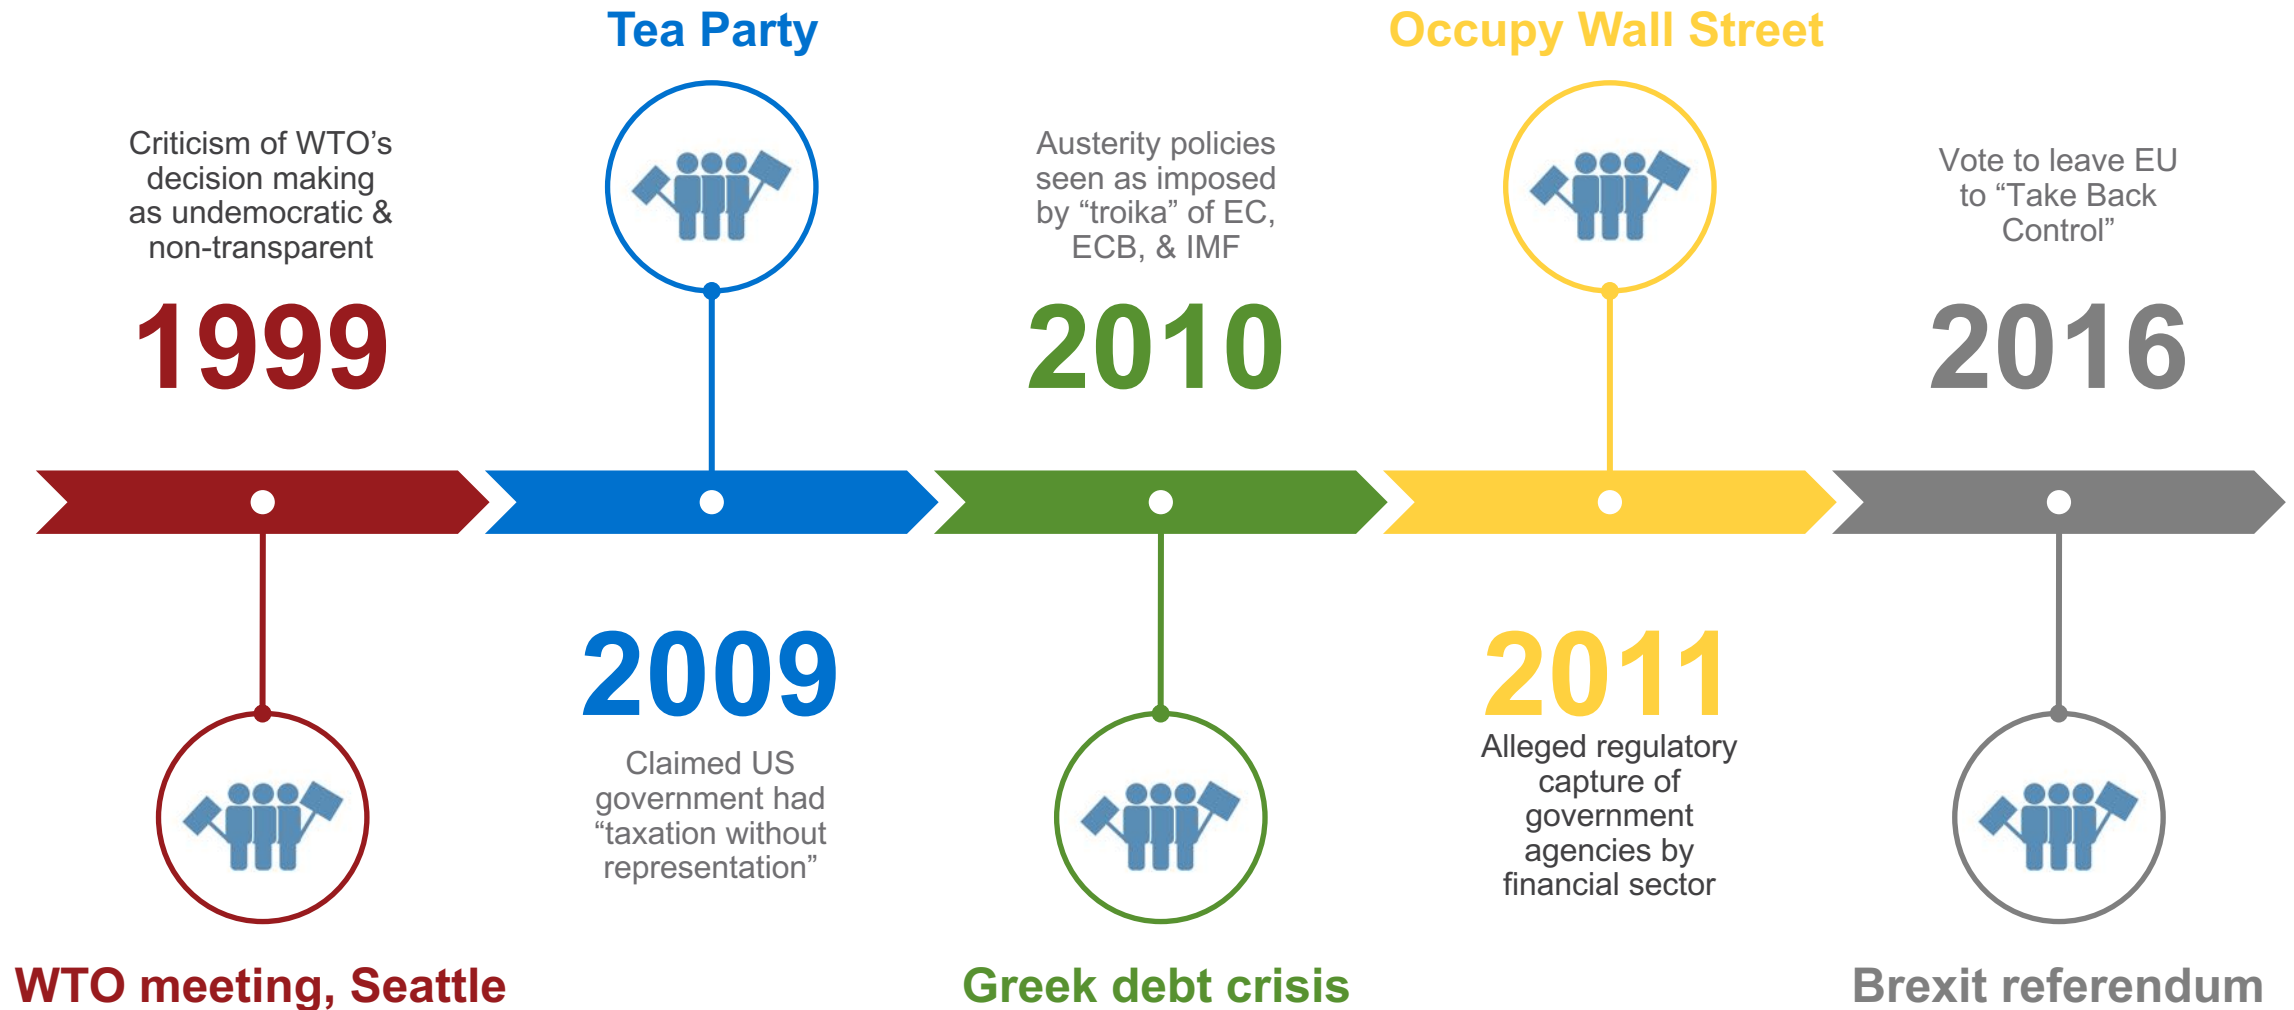 Tea Party
Occupy Wall Street
Criticism of WTO’s
decision making
as undemocratic &
non-transparent
1999
Austerity policies
seen as imposed
by “troika” of EC,
ECB, & IMF
2010
Vote to leave EU
to “Take Back
Control”
2016
2009
Claimed US
government had
“taxation without
representation”
2011
Alleged regulatory
capture of
government
agencies by
financial sector
WTO meeting, Seattle
Greek debt crisis
Brexit referendum